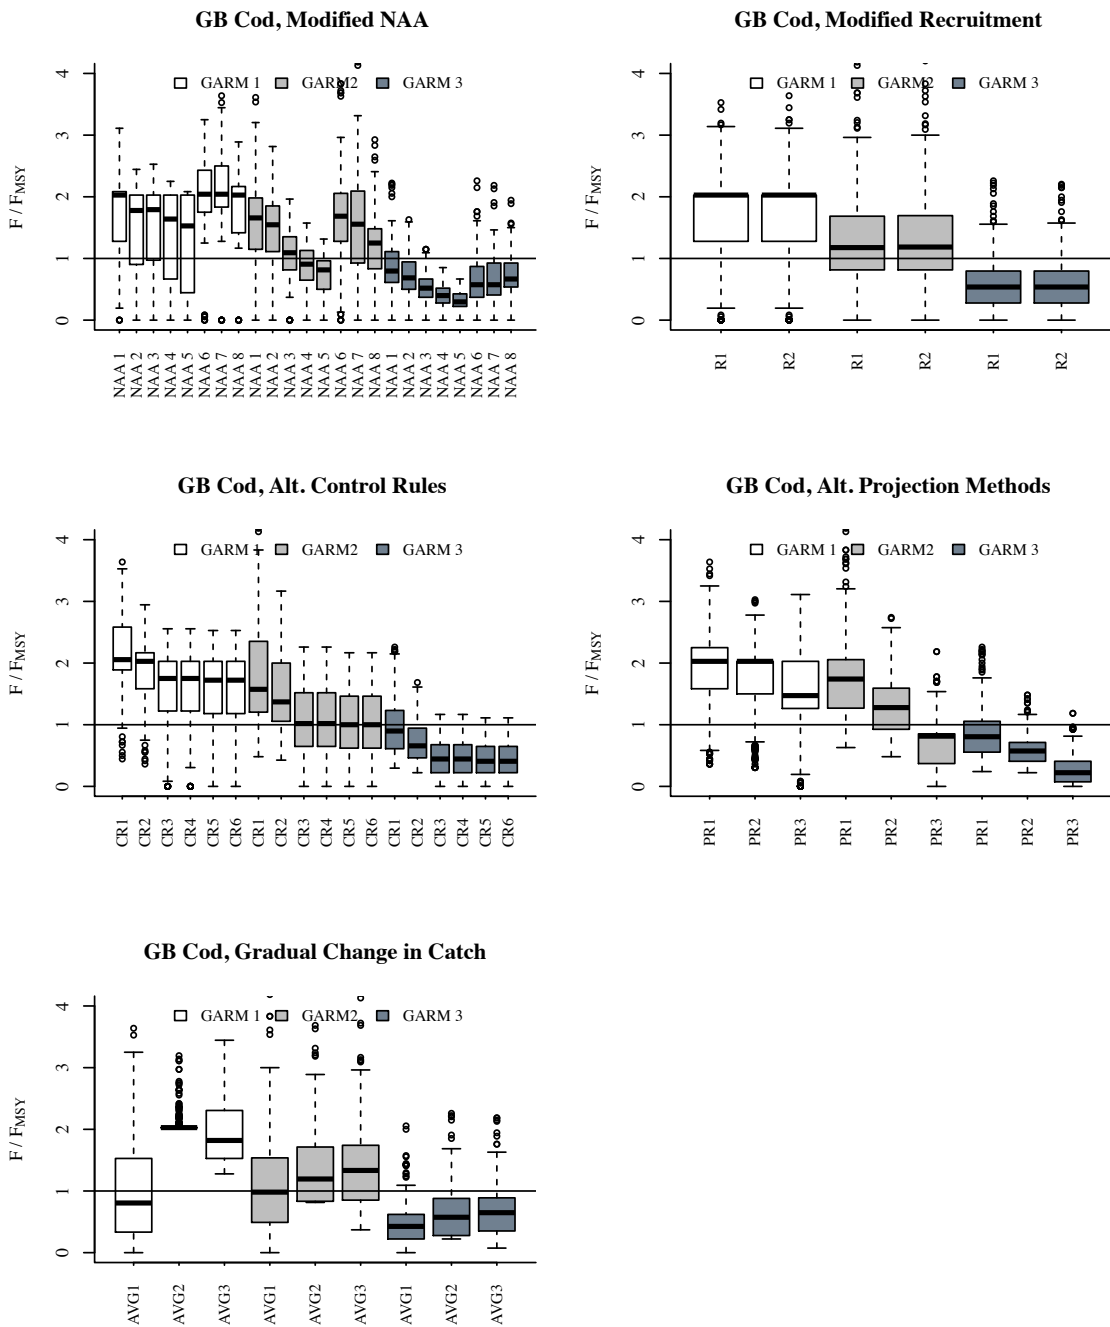 GB Cod, Modified NAA
GARM 1 GARM2 GARM 3
F / FMSY
0 1 2 3 4
NAA 1 NAA 2 NAA 3 NAA 4 NAA 5 NAA 6 NAA 7 NAA 8 NAA 1 NAA 2 NAA 3 NAA 4 NAA 5 NAA 6 NAA 7 NAA 8 NAA 1 NAA 2 NAA 3 NAA 4 NAA 5 NAA 6 NAA 7 NAA 8
GB Cod, Modified Recruitment
GARM 1 GARM2 GARM 3
F / FMSY
0 1 2 3 4
R1 R2 R1 R2 R1 R2
GB Cod, Alt. Control Rules
GARM 1 GARM2 GARM 3
F / FMSY
0 1 2 3 4
CR1 CR2 CR3 CR4 CR5 CR6 CR1 CR2 CR3 CR4 CR5 CR6 CR1 CR2 CR3 CR4 CR5 CR6
GB Cod, Alt. Projection Methods
GARM 1 GARM2 GARM 3
F / FMSY
0 1 2 3 4
PR1 PR2 PR3 PR1 PR2 PR3 PR1 PR2 PR3
GB Cod, Gradual Change in Catch
GARM 1 GARM2 GARM 3
F / FMSY
0 1 2 3 4
AVG1 AVG2 AVG3 AVG1 AVG2 AVG3 AVG1 AVG2 AVG3